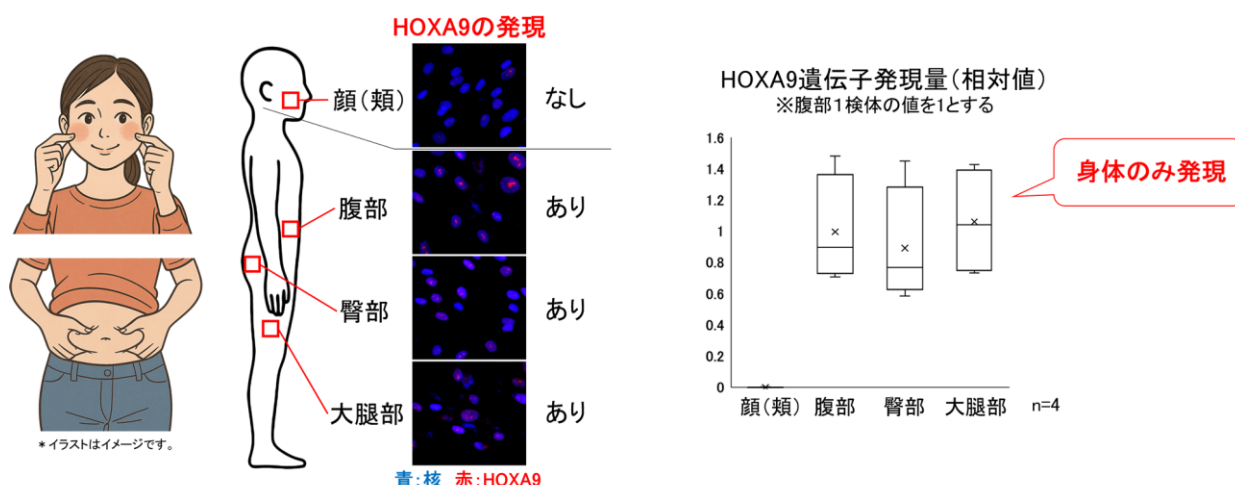 HOXA9の発現
顔(頬)
なし
腹部
あり
臀部
あり
大腿部
あり
*イラストはイメージです。
青:核 赤:HOXA9
HOXA9遺伝子発現量(相対値)
※腹部1検体の値を1とする
1.6
1.4
1.2
1
0.8
0.6
0.4
0.2
0
顔(頬) 腹部 臀部 大腿部 n=4
身体のみ発現